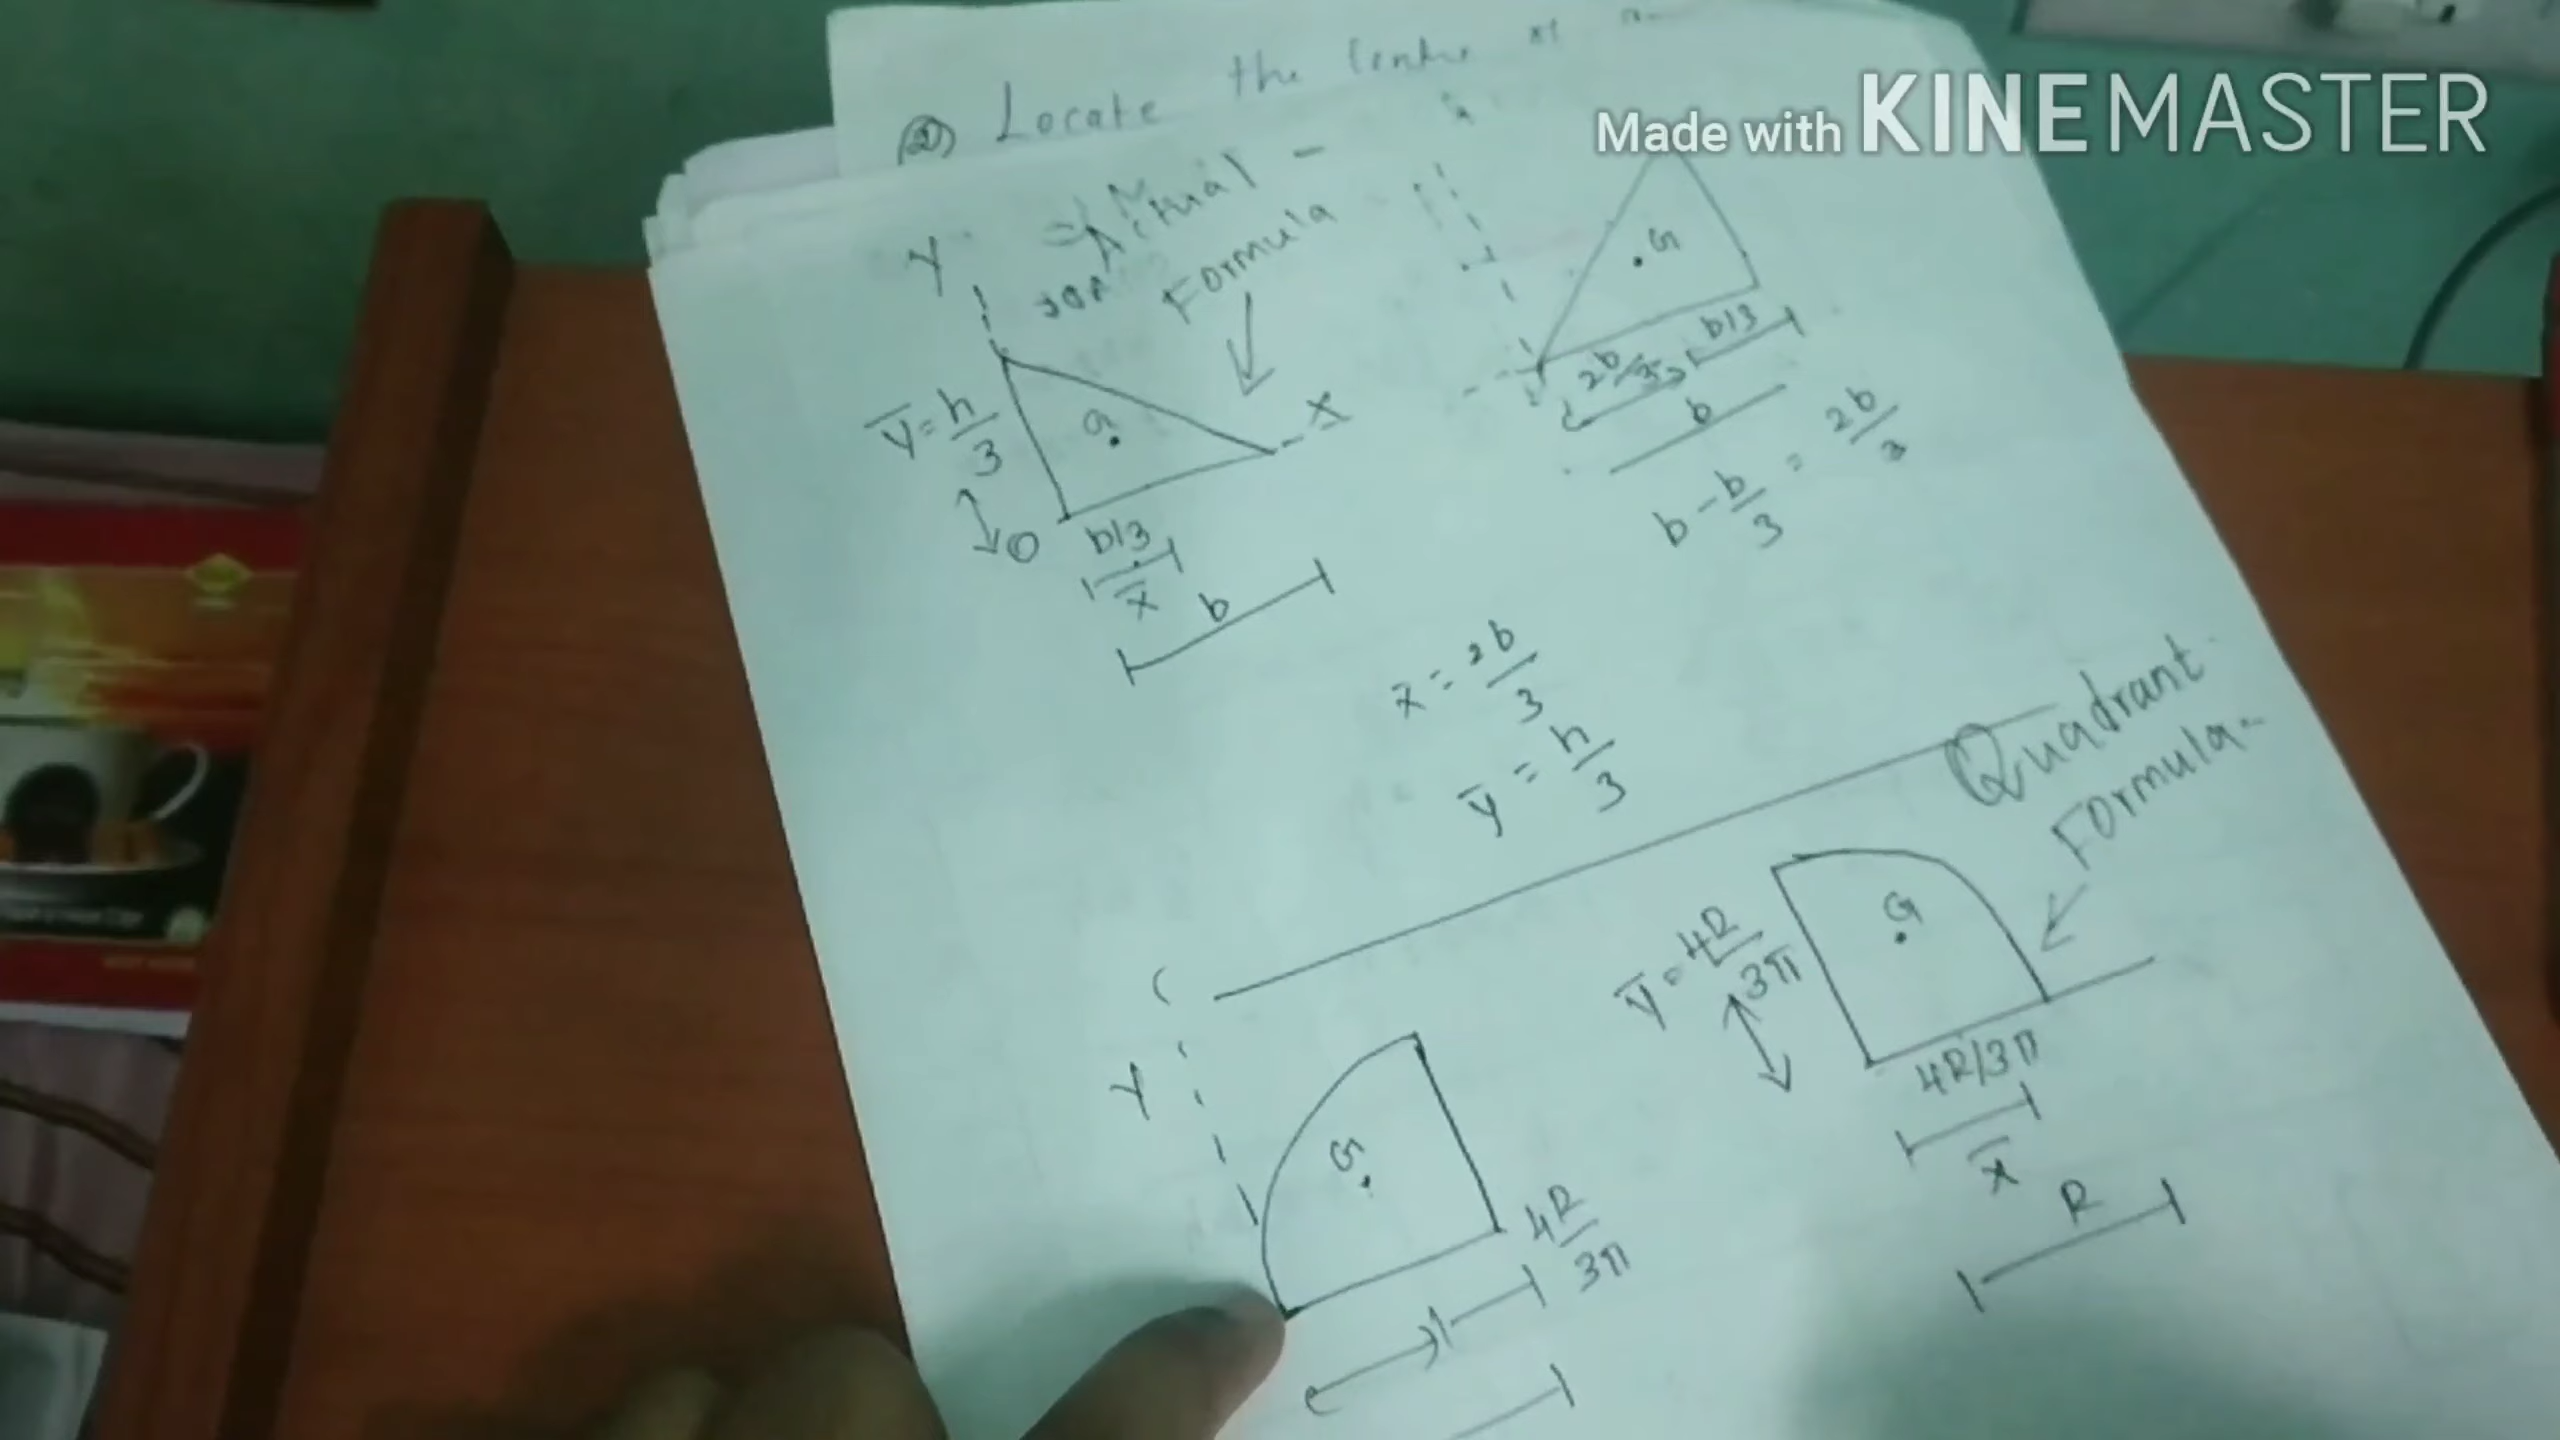 Made with KINEMASTER
(2) Locate the Centre
Actual
Formula
Y
X
ȳ = h/3
G
O
b/3
x̄
b
G
2b/3
b/3
b
b - b/3 = 2b/3
x̄ = 2b/3
ȳ = h/3
Quadrant
Formula
ȳ = 4R/3π
G
4R/3π
x̄
R
Y
G
4R/3π